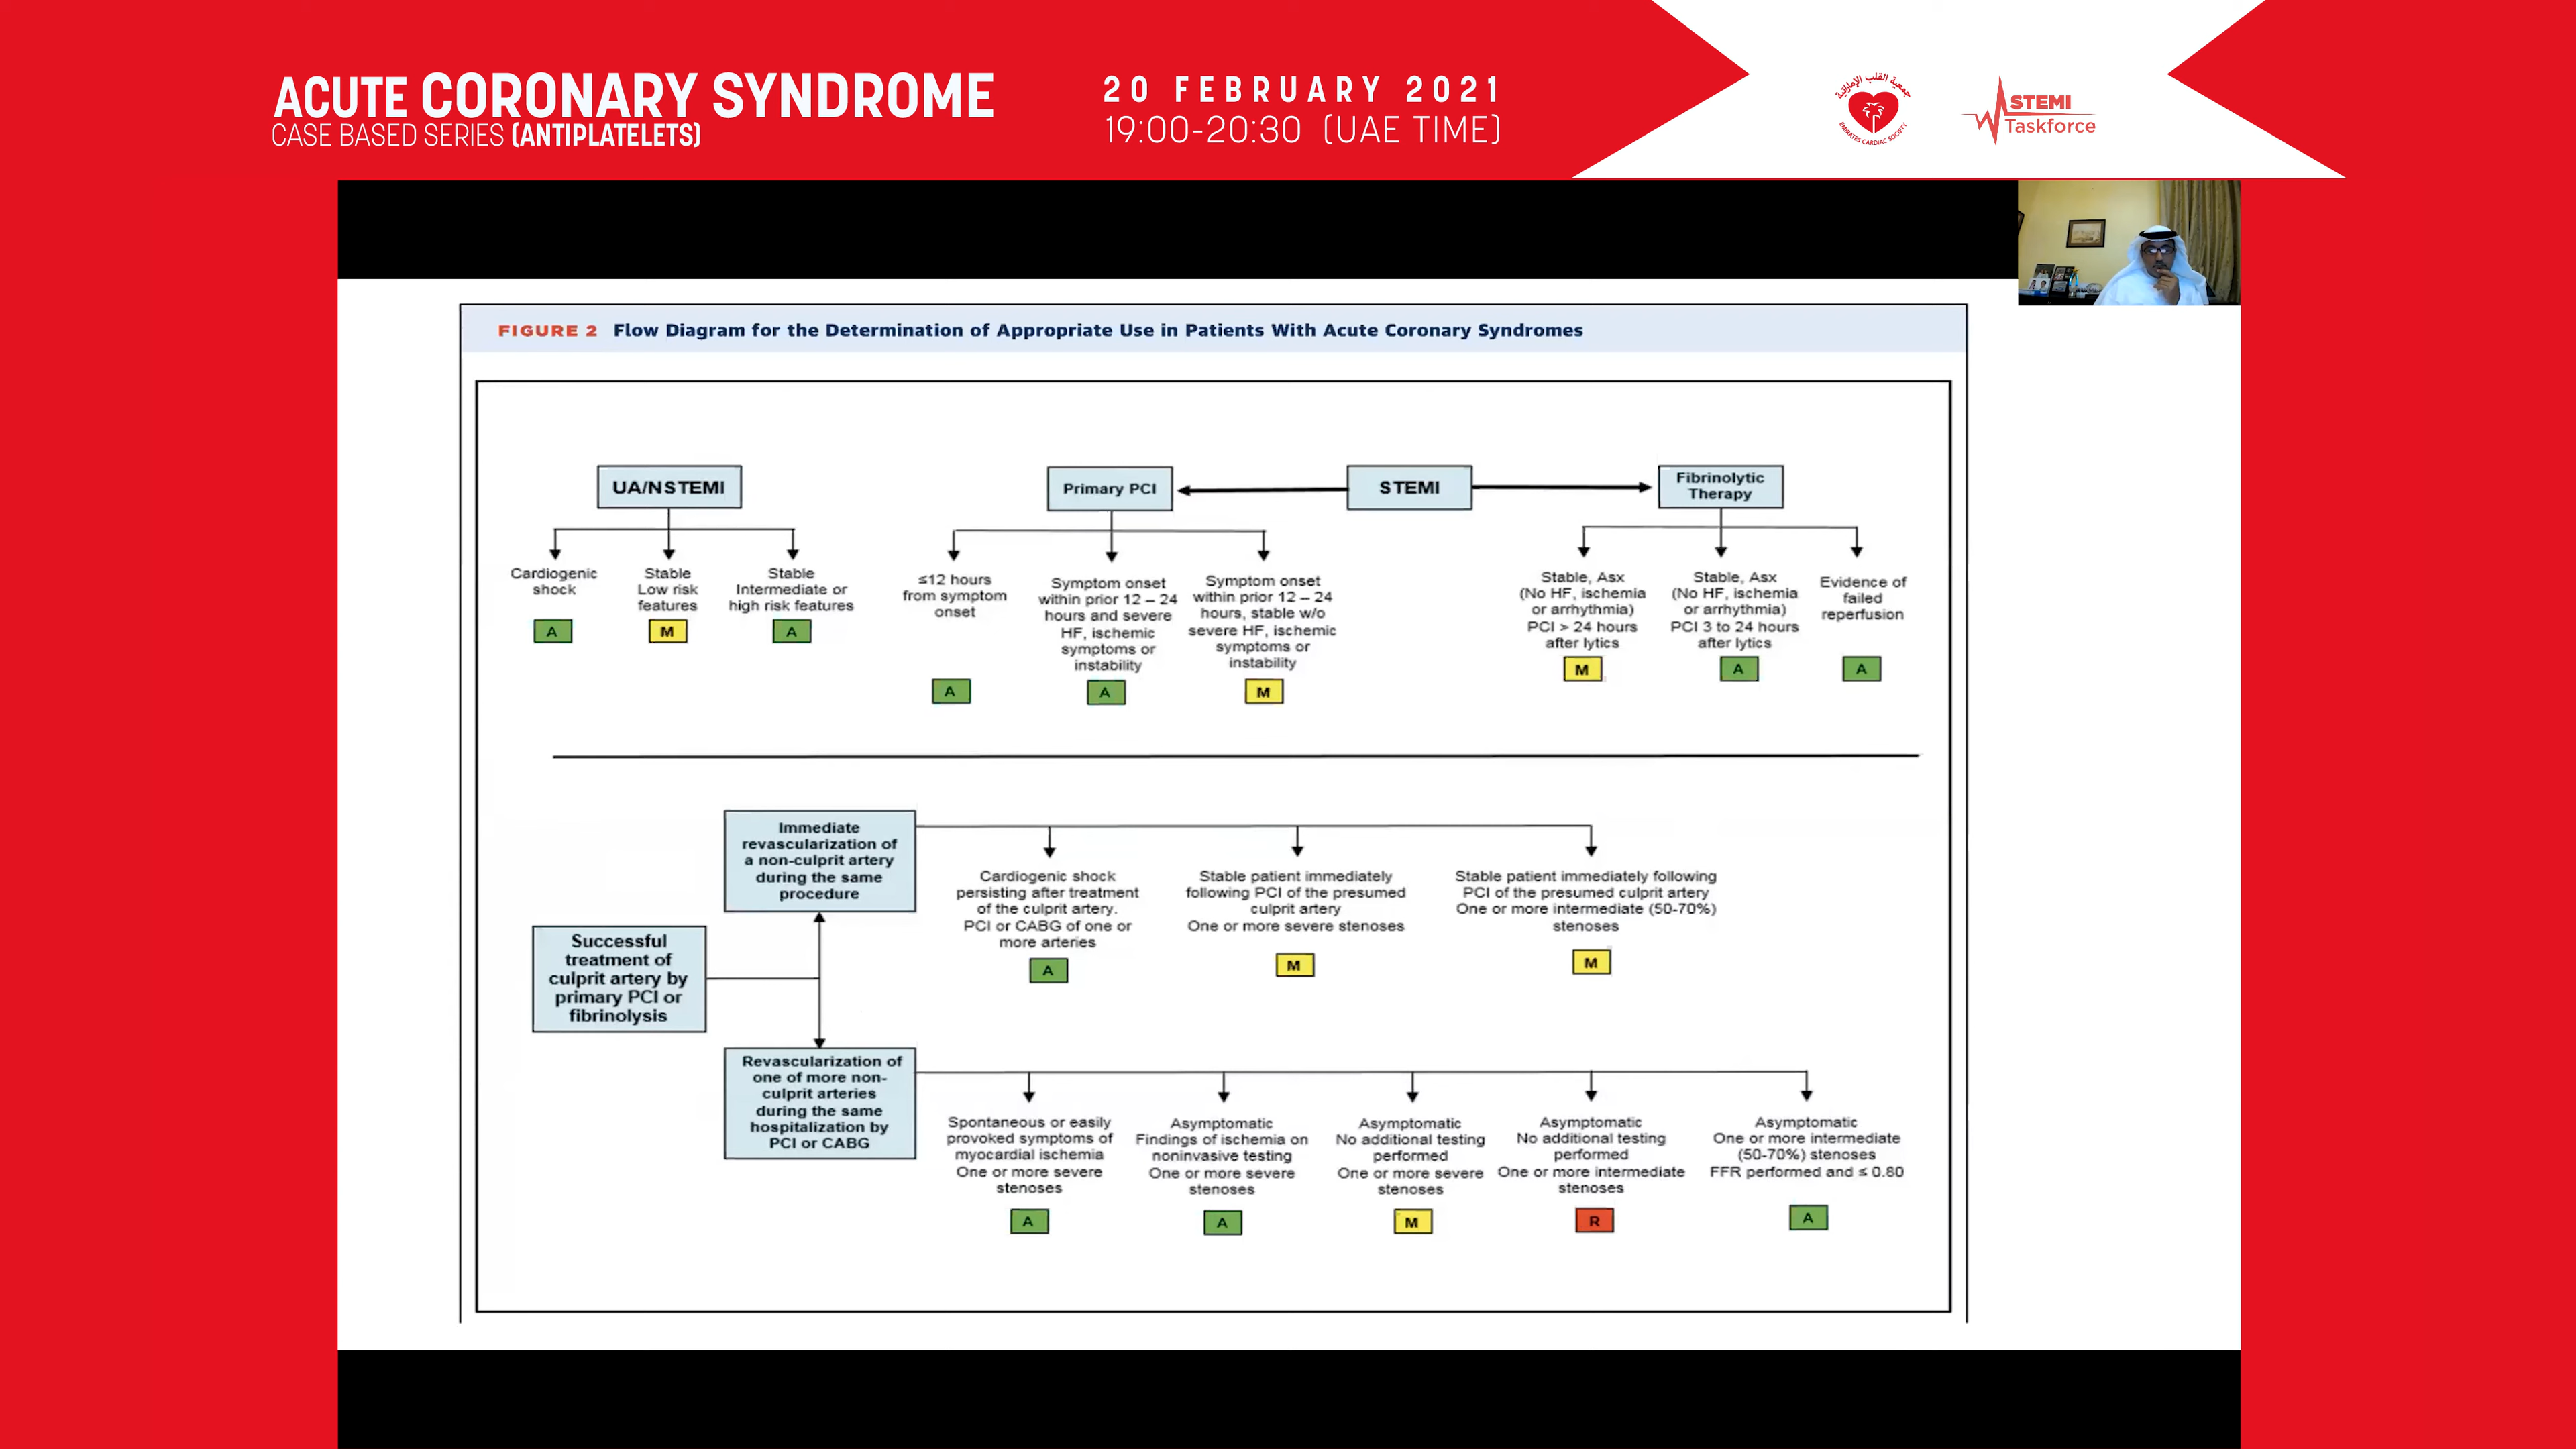 ACUTE CORONARY SYNDROME
CASE BASED SERIES (ANTIPLATELETS)
20 FEBRUARY 2021
19:00-20:30 (UAE TIME)
جمعية القلب الإماراتية
EMIRATES CARDIAC SOCIETY
STEMI
Taskforce
FIGURE 2 Flow Diagram for the Determination of Appropriate Use in Patients With Acute Coronary Syndromes
UA/NSTEMI
Cardiogenic
shock
A
Stable
Low risk
features
M
Stable
Intermediate or
high risk features
A
Primary PCI
STEMI
Fibrinolytic
Therapy
≤12 hours
from symptom
onset
A
Symptom onset
within prior 12 – 24
hours and severe
HF, ischemic
symptoms or
instability
A
Symptom onset
within prior 12 – 24
hours, stable w/o
severe HF, ischemic
symptoms or
instability
M
Stable, Asx
(No HF, ischemia
or arrhythmia)
PCI > 24 hours
after lytics
M
Stable, Asx
(No HF, ischemia
or arrhythmia)
PCI 3 to 24 hours
after lytics
A
Evidence of
failed
reperfusion
A
Successful
treatment of
culprit artery by
primary PCI or
fibrinolysis
Immediate
revascularization of
a non-culprit artery
during the same
procedure
Cardiogenic shock
persisting after treatment
of the culprit artery.
PCI or CABG of one or
more arteries
A
Stable patient immediately
following PCI of the presumed
culprit artery
One or more severe stenoses
M
Stable patient immediately following
PCI of the presumed culprit artery
One or more intermediate (50-70%)
stenoses
M
Revascularization of
one of more non-
culprit arteries
during the same
hospitalization by
PCI or CABG
Spontaneous or easily
provoked symptoms of
myocardial ischemia
One or more severe
stenoses
A
Asymptomatic
Findings of ischemia on
noninvasive testing
One or more severe
stenoses
A
Asymptomatic
No additional testing
performed
One or more severe
stenoses
M
Asymptomatic
No additional testing
performed
One or more intermediate
stenoses
R
Asymptomatic
One or more intermediate
(50-70%) stenoses
FFR performed and ≤ 0.80
A